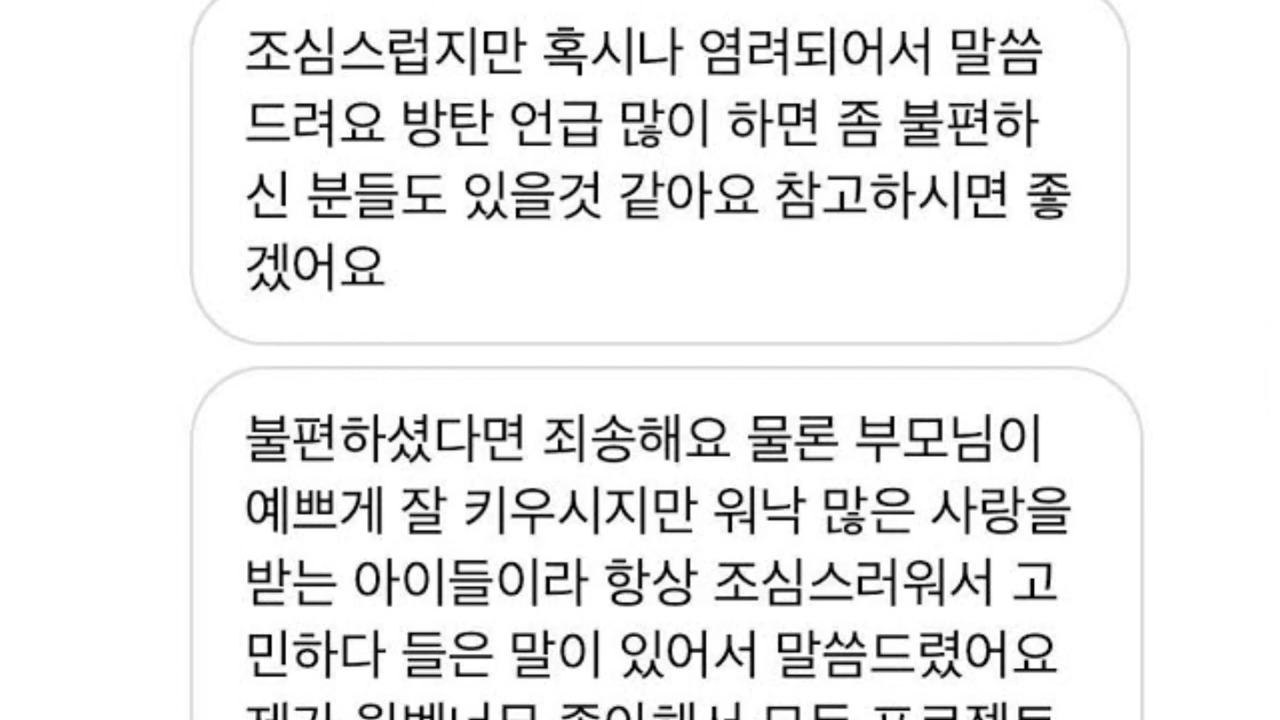 조심스럽지만 혹시나 염려되어서 말씀
드려요 방탄 언급 많이 하면 좀 불편하
신 분들도 있을것 같아요 참고하시면 좋
겠어요
불편하셨다면 죄송해요 물론 부모님이
예쁘게 잘 키우시지만 워낙 많은 사랑을
받는 아이들이라 항상 조심스러워서 고
민하다 들은 말이 있어서 말씀드렸어요